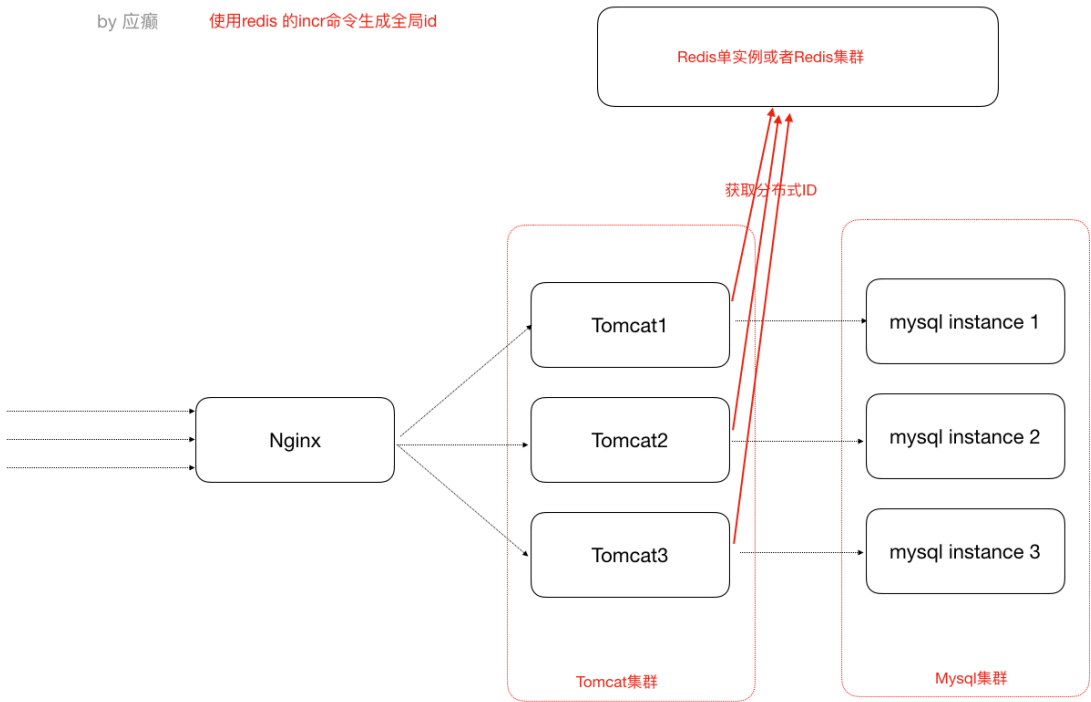 by 应癫 使用redis 的incr命令生成全局id
Redis单实例或者Redis集群
获取分布式ID
Tomcat1
mysql instance 1
Nginx
Tomcat2
mysql instance 2
Tomcat3
mysql instance 3
Tomcat集群
Mysql集群